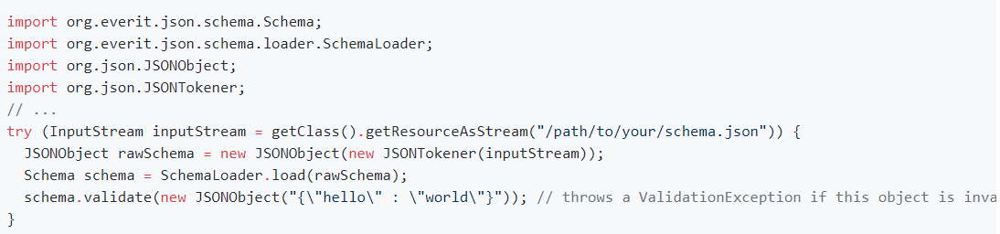 import org.everit.json.schema.Schema;
import org.everit.json.schema.loader.SchemaLoader;
import org.json.JSONObject;
import org.json.JSONTokener;
// ...
try (InputStream inputStream = getClass().getResourceAsStream("/path/to/your/schema.json")) {
  JSONObject rawSchema = new JSONObject(new JSONTokener(inputStream));
  Schema schema = SchemaLoader.load(rawSchema);
  schema.validate(new JSONObject("{\"hello\" : \"world\"}")); // throws a ValidationException if this object is inva
}